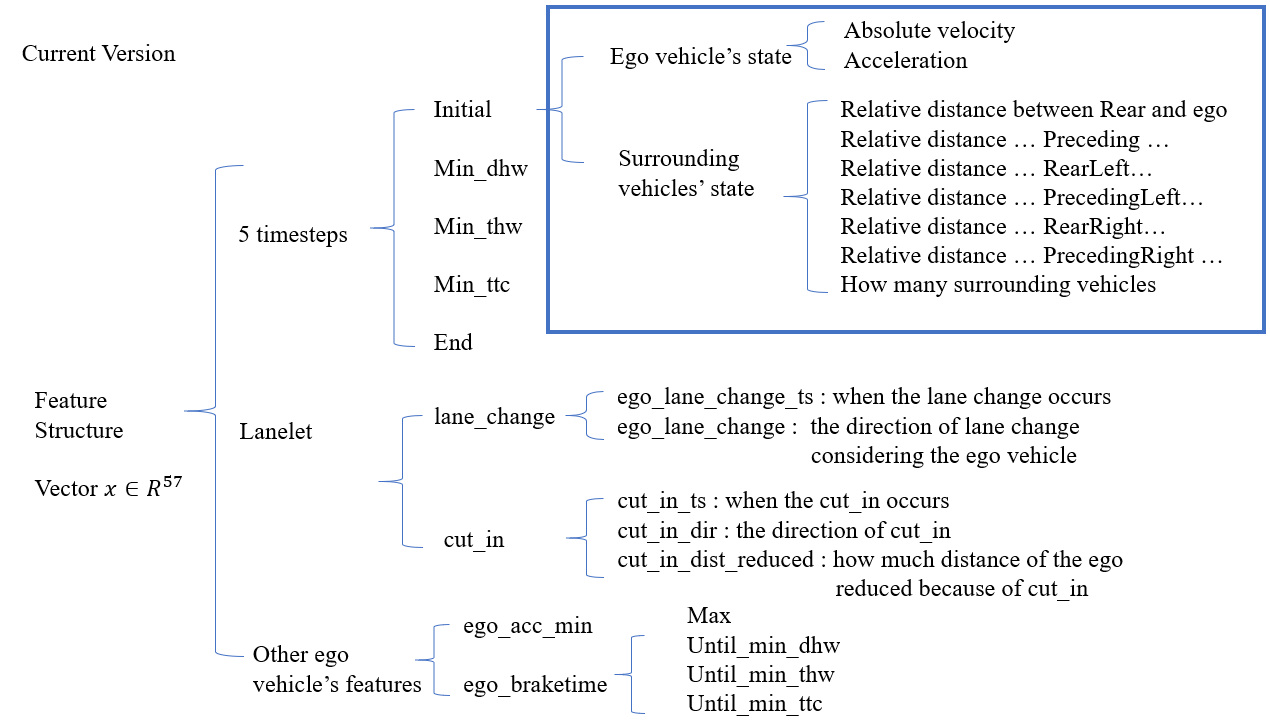 Current Version
Feature
Structure
Vector x ∈ R^57
5 timesteps
Initial
Min_dhw
Min_thw
Min_ttc
End
Ego vehicle’s state
Absolute velocity
Acceleration
Surrounding
vehicles’ state
Relative distance between Rear and ego
Relative distance … Preceding …
Relative distance … RearLeft…
Relative distance … PrecedingLeft…
Relative distance … RearRight…
Relative distance … PrecedingRight …
How many surrounding vehicles
Lanelet
lane_change
ego_lane_change_ts : when the lane change occurs
ego_lane_change : the direction of lane change
considering the ego vehicle
cut_in
cut_in_ts : when the cut_in occurs
cut_in_dir : the direction of cut_in
cut_in_dist_reduced : how much distance of the ego
reduced because of cut_in
Other ego
vehicle’s features
ego_acc_min
ego_braketime
Max
Until_min_dhw
Until_min_thw
Until_min_ttc